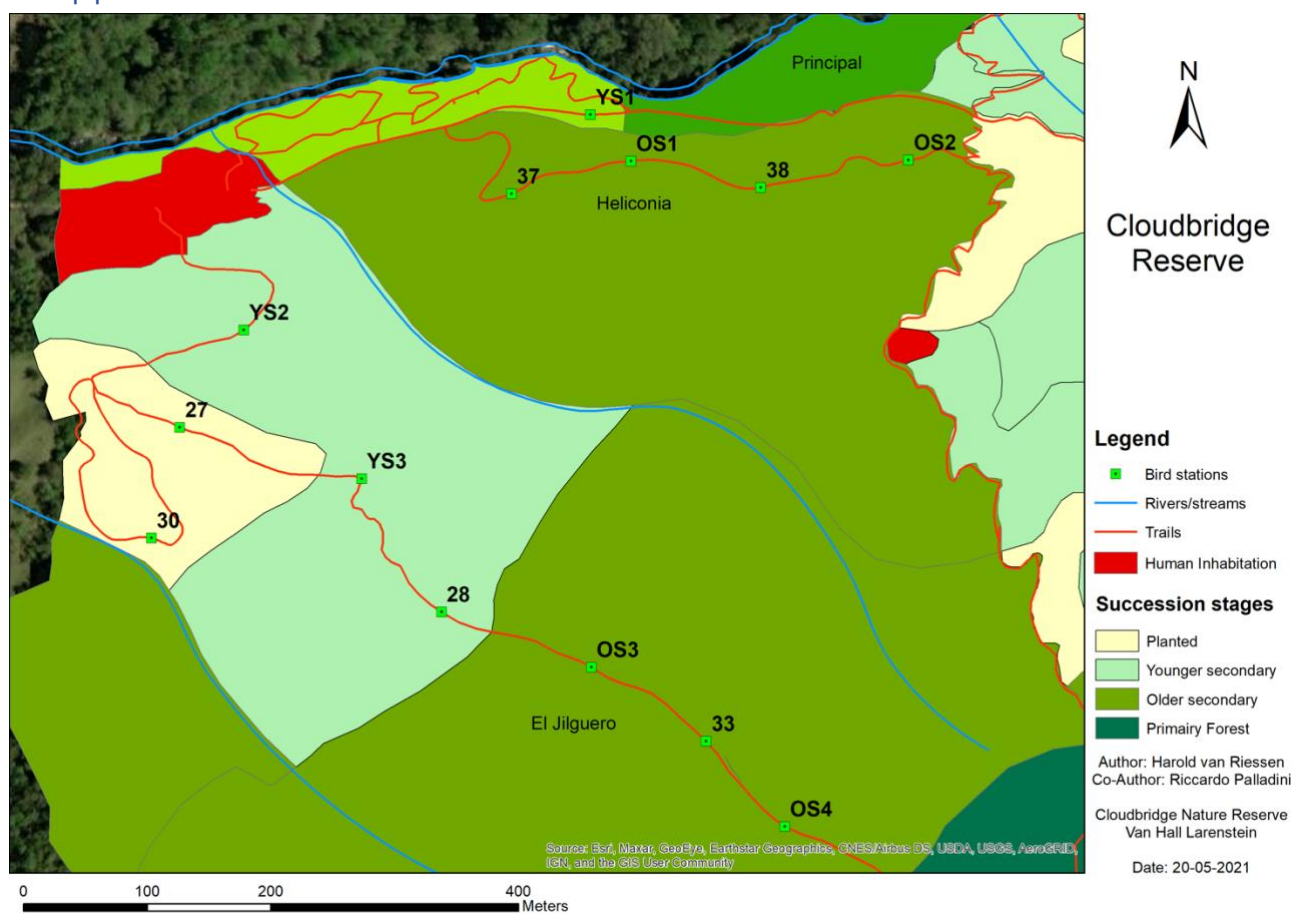 Principal
YS1
OS1
OS2
37
38
Heliconia
YS2
27
YS3
30
28
OS3
33
El Jilguero
OS4
Source: Esri, Maxar, GeoEye, Earthstar Geographics, CNES/Airbus DS, USDA, USGS, AeroGRID,
IGN, and the GIS User Community
0 100 200 400
Meters
N
Cloudbridge
Reserve
Legend
Bird stations
Rivers/streams
Trails
Human Inhabitation
Succession stages
Planted
Younger secondary
Older secondary
Primairy Forest
Author: Harold van Riessen
Co-Author: Riccardo Palladini
Cloudbridge Nature Reserve
Van Hall Larenstein
Date: 20-05-2021